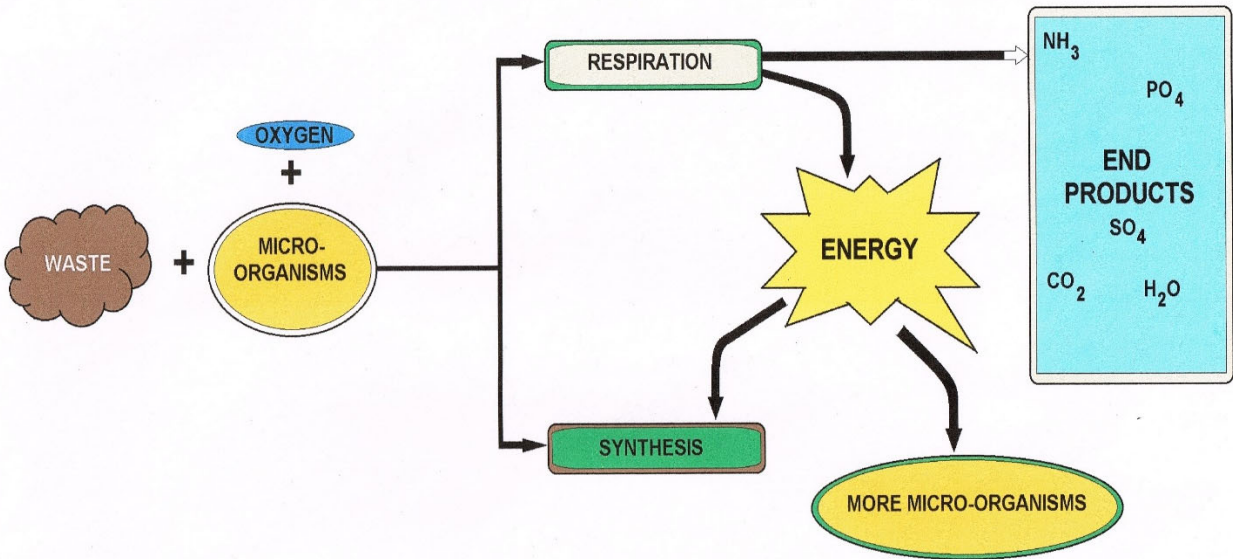 RESPIRATION
NH₃
PO₄
OXYGEN
+
END
PRODUCTS
SO₄
WASTE
+
MICRO-
ORGANISMS
ENERGY
CO₂
H₂O
SYNTHESIS
MORE MICRO-ORGANISMS